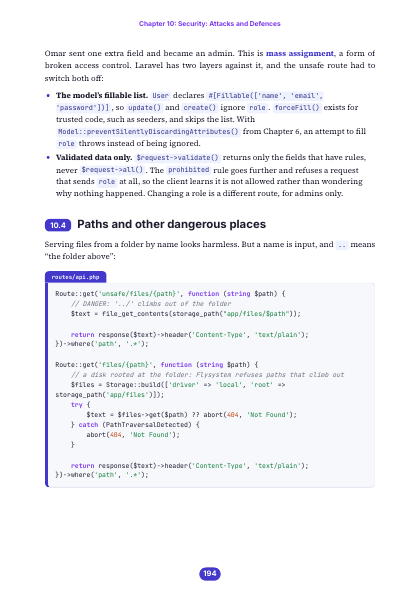 Chapter 10: Security: Attacks and Defences
Omar sent one extra field and became an admin. This is mass assignment, a form of
broken access control. Laravel has two layers against it, and the unsafe route had to
switch both off:
• The model's fillable list. User declares #[Fillable(['name', 'email',
'password'])], so update() and create() ignore role. forceFill() exists for
trusted code, such as seeders, and skips the list. With
Model::preventSilentlyDiscardingAttributes() from Chapter 6, an attempt to fill
role throws instead of being ignored.
• Validated data only. $request->validate() returns only the fields that have rules,
never $request->all(). The prohibited rule goes further and refuses a request
that sends role at all, so the client learns it is not allowed rather than wondering
why nothing happened. Changing a role is a different route, for admins only.
10.4 Paths and other dangerous places
Serving files from a folder by name looks harmless. But a name is input, and .. means
“the folder above”:
routes/api.php
Route::get('unsafe/files/{path}', function (string $path) {
    // DANGER: '../' climbs out of the folder
    $text = file_get_contents(storage_path("app/files/$path"));

    return response($text)->header('Content-Type', 'text/plain');
})->where('path', '.*');

Route::get('files/{path}', function (string $path) {
    // a disk rooted at the folder: Flysystem refuses paths that climb out
    $files = Storage::build(['driver' => 'local', 'root' =>
storage_path('app/files')]);
    try {
        $text = $files->get($path) ?? abort(404, 'Not Found');
    } catch (PathTraversalDetected) {
        abort(404, 'Not Found');
    }

    return response($text)->header('Content-Type', 'text/plain');
})->where('path', '.*');
194